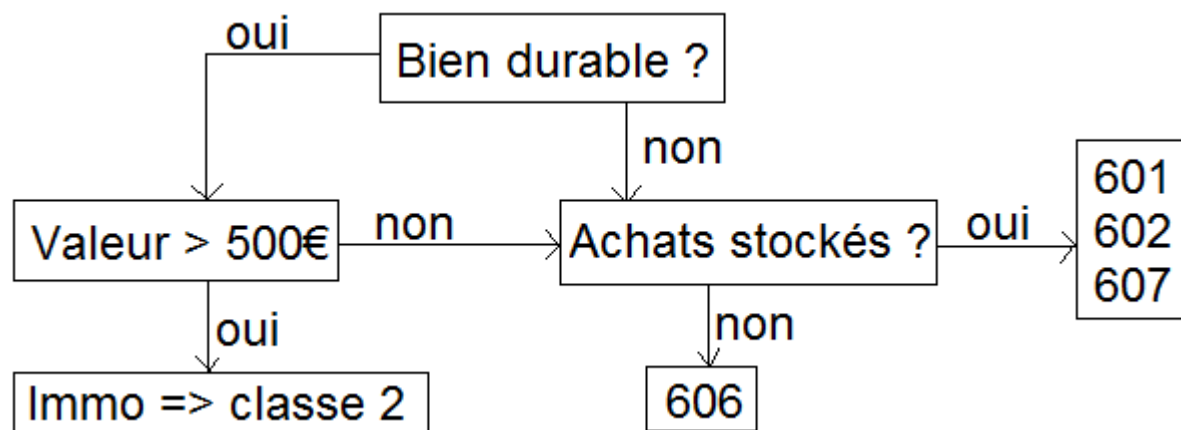 oui
Bien durable ?
non
601
602
607
Valeur > 500€
non
Achats stockés ?
oui
oui
non
Immo => classe 2
606